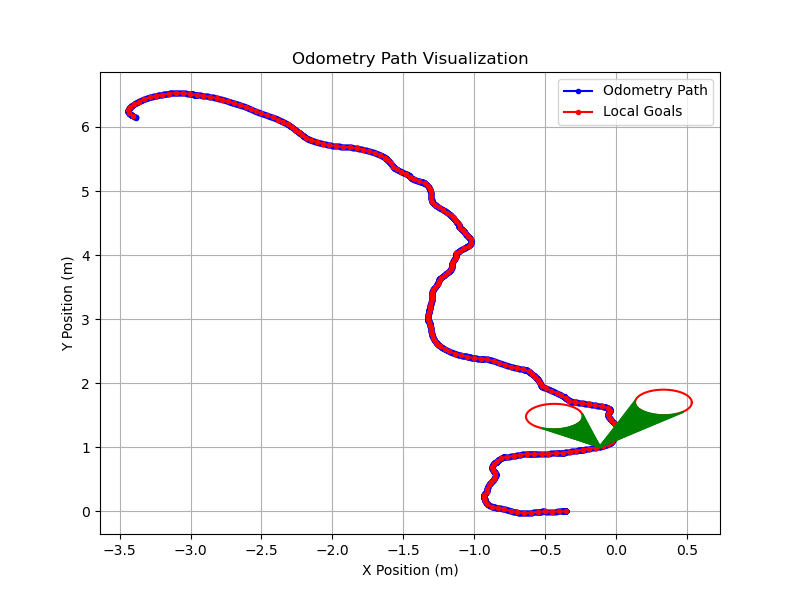 Odometry Path Visualization
Odometry Path
Local Goals
Y Position (m)
6
5
4
3
2
1
0
−3.5 −3.0 −2.5 −2.0 −1.5 −1.0 −0.5 0.0 0.5
X Position (m)